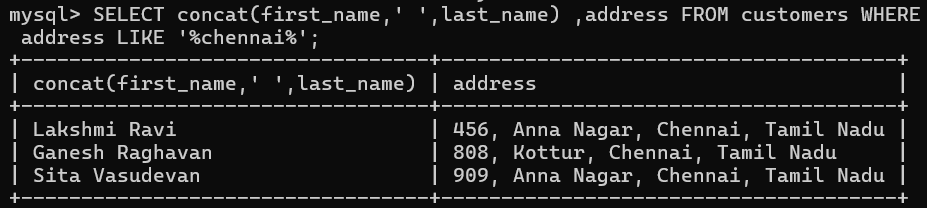 mysql> SELECT concat(first_name,' ',last_name) ,address FROM customers WHERE
 address LIKE '%chennai%';
+----------------------------------+--------------------------------------+
| concat(first_name,' ',last_name) | address                              |
+----------------------------------+--------------------------------------+
| Lakshmi Ravi                     | 456, Anna Nagar, Chennai, Tamil Nadu |
| Ganesh Raghavan                  | 808, Kottur, Chennai, Tamil Nadu     |
| Sita Vasudevan                   | 909, Anna Nagar, Chennai, Tamil Nadu |
+----------------------------------+--------------------------------------+